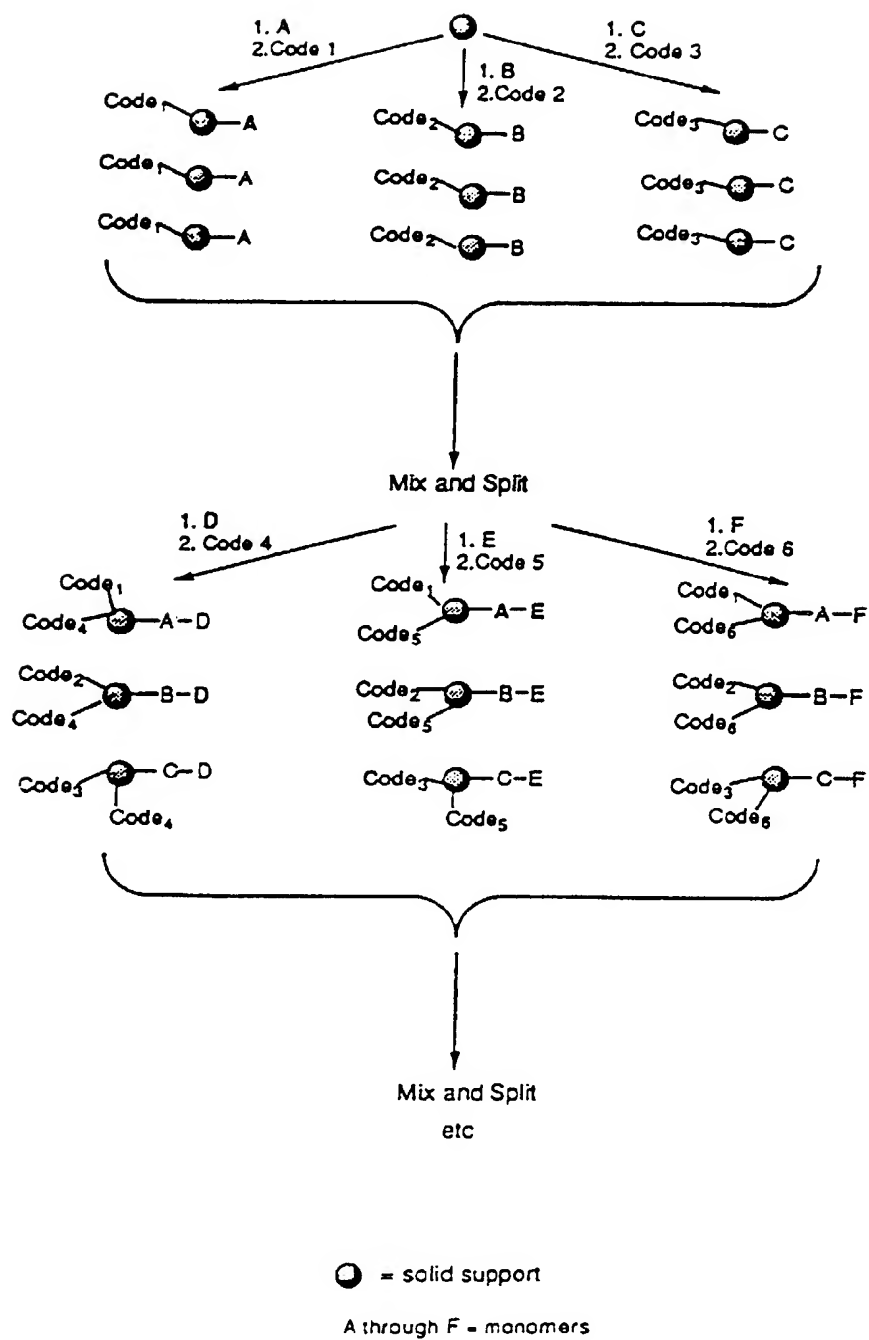 1. A
2.Code 1
1. B
2.Code 2
1. C
2. Code 3
Code1 A
Code2 B
Code3 C
Code1 A
Code2 B
Code3 C
Code1 A
Code2 B
Code3 C
Mix and Split
1. D
2. Code 4
1. E
2.Code 5
1. F
2.Code 6
Code1
Code4 A-D
Code1
Code5 A-E
Code1
Code6 A-F
Code2
Code4 B-D
Code2
Code5 B-E
Code2
Code6 B-F
Code3 C-D
Code4
Code3 C-E
Code5
Code3 C-F
Code6
Mix and Split
etc
= solid support
A through F = monomers